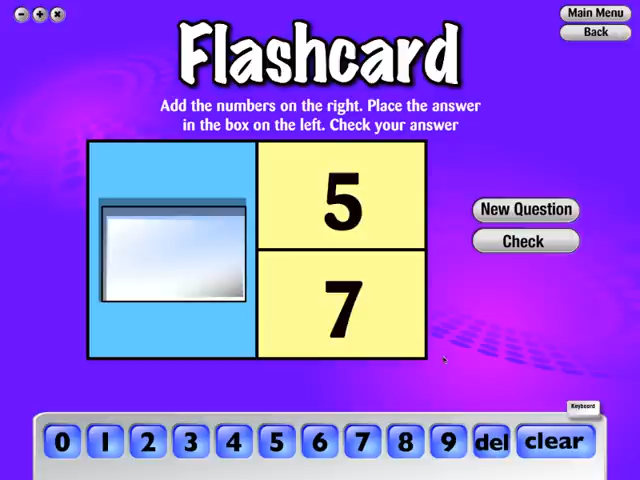 Main Menu
Back
Flashcard
Add the numbers on the right. Place the answer
in the box on the left. Check your answer
5
7
New Question
Check
Keyboard
0 1 2 3 4 5 6 7 8 9 del clear